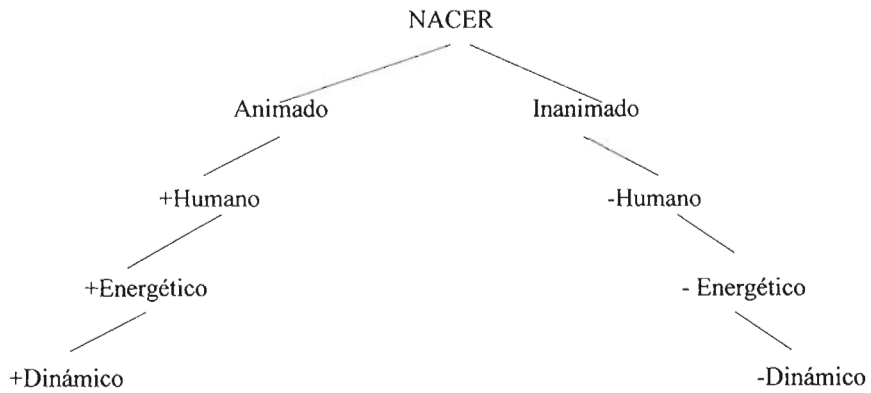 NACER
Animado Inanimado
+Humano -Humano
+Energético - Energético
+Dinámico -Dinámico